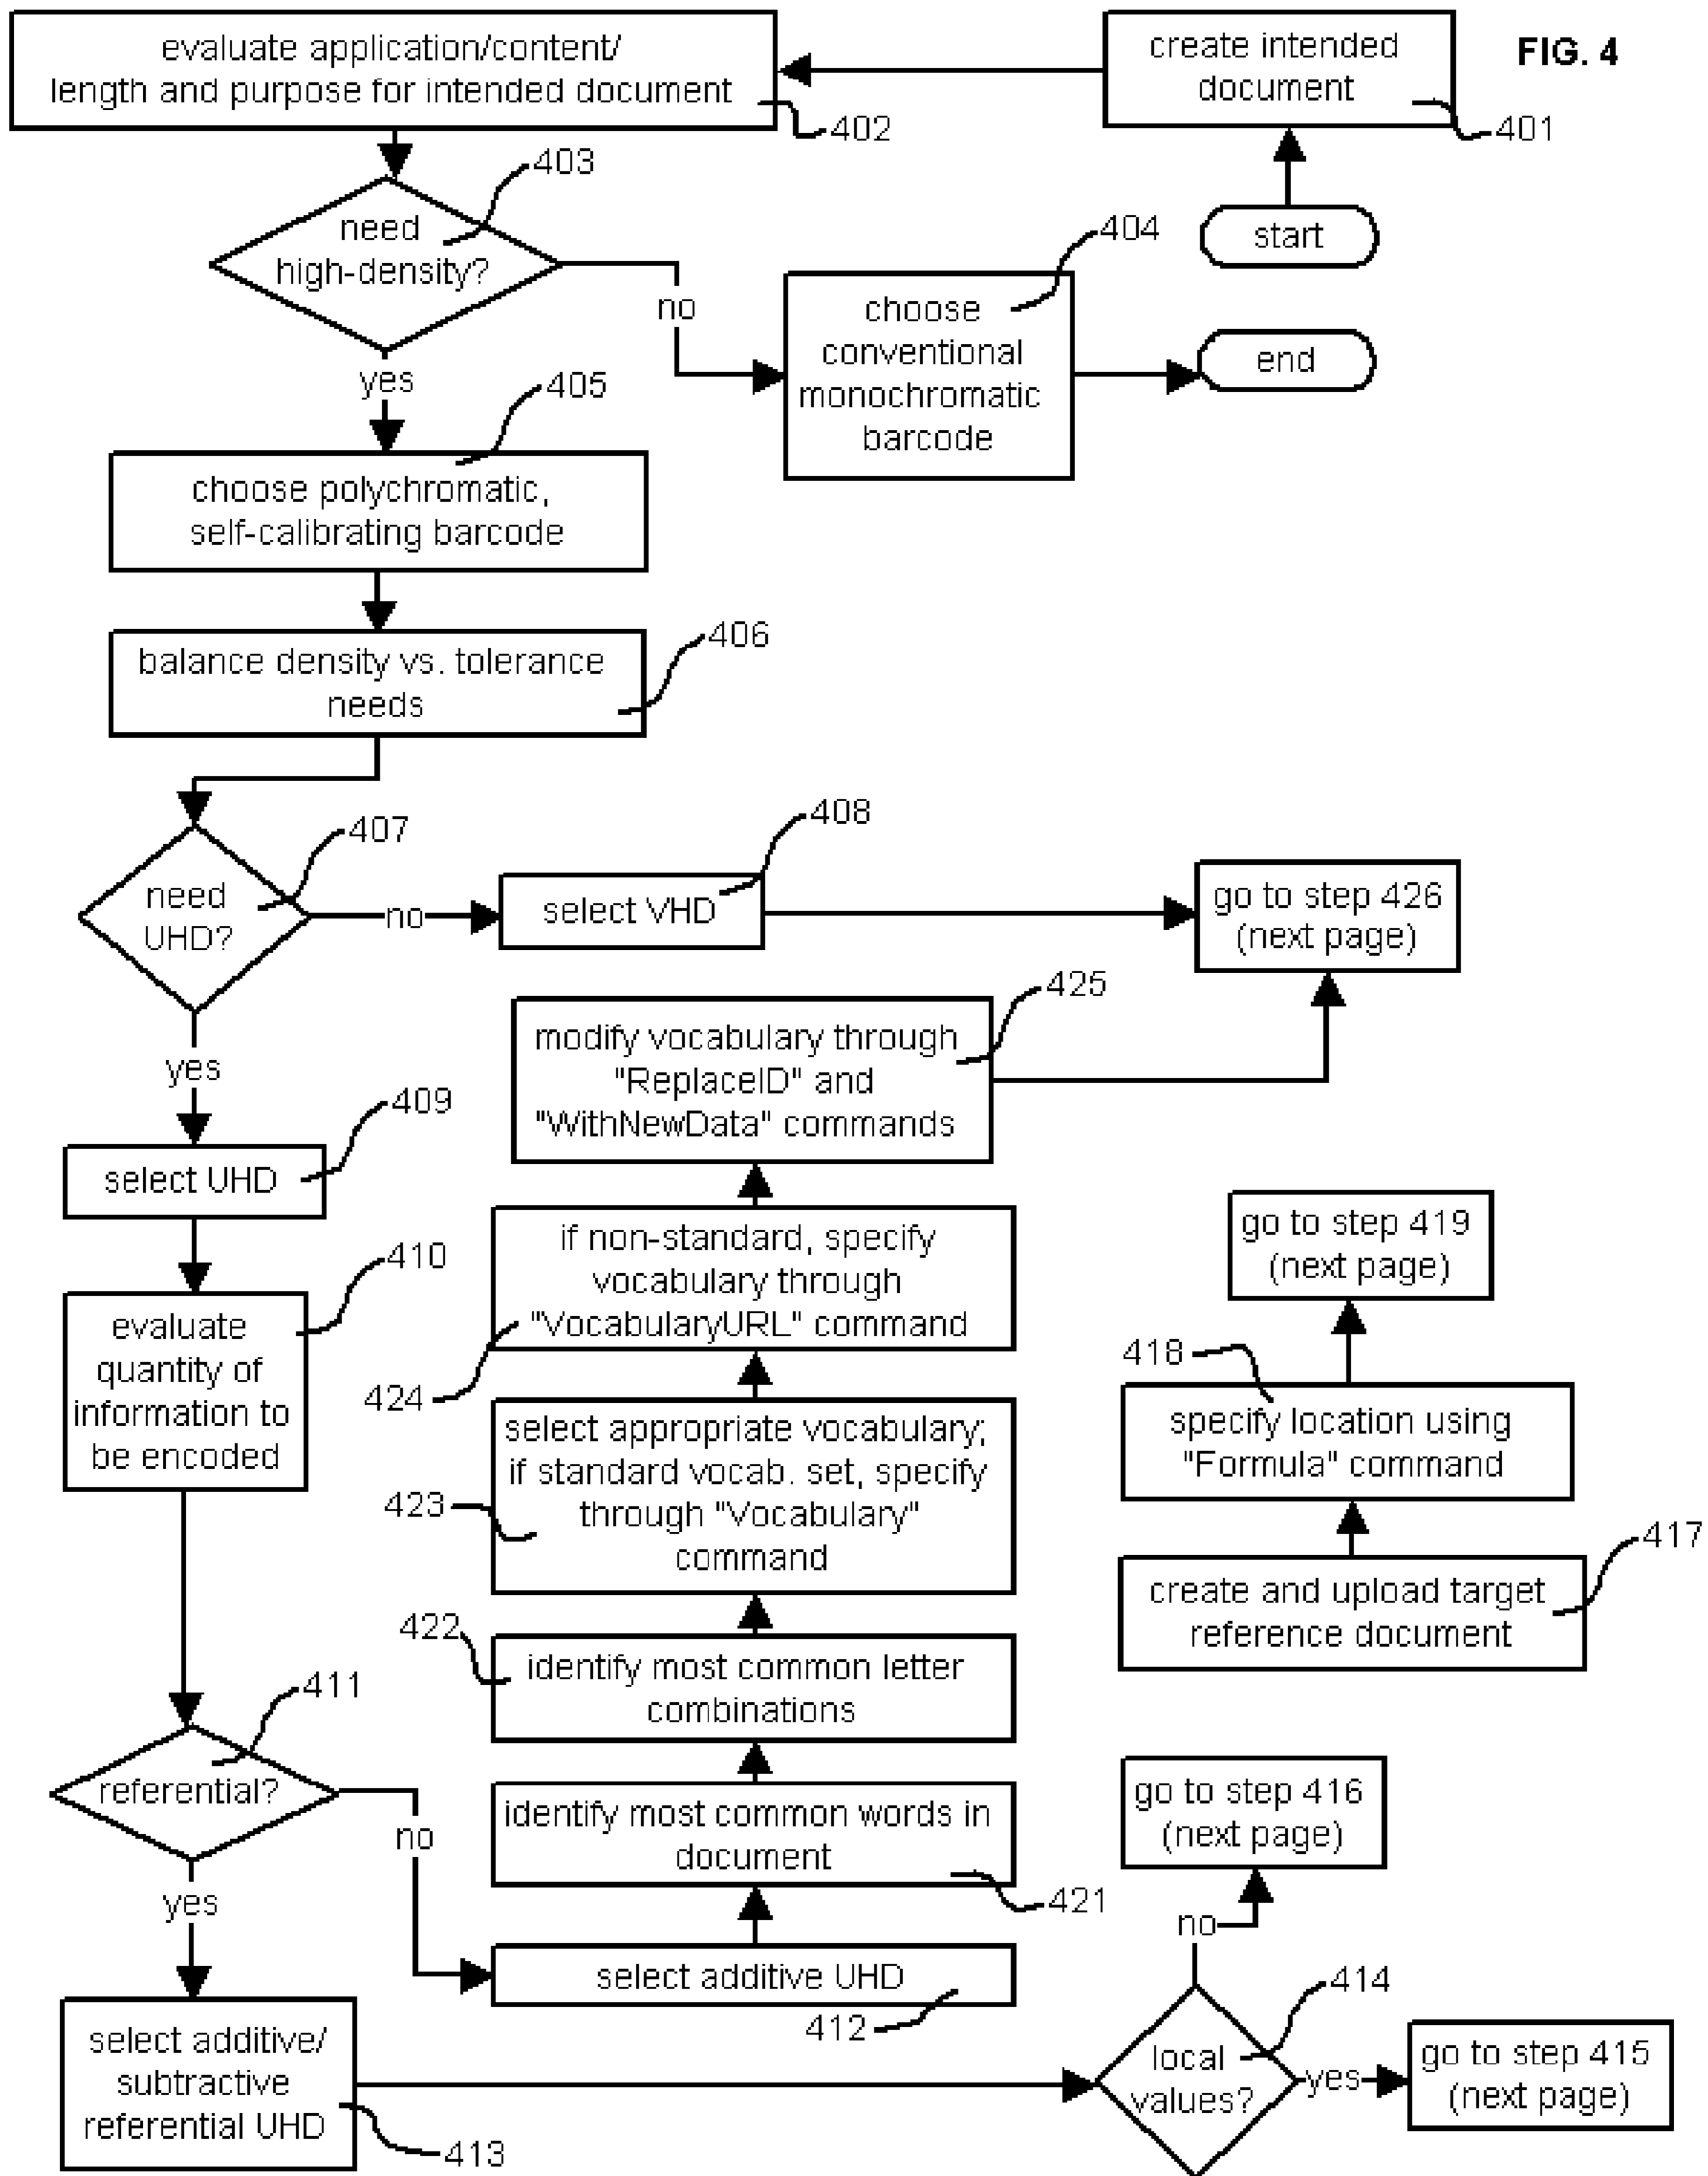 FIG. 4
start
create intended
document
401
evaluate application/content/
length and purpose for intended document
402
need
high-density?
403
no
choose
conventional
monochromatic
barcode
404
end
yes
choose polychromatic,
self-calibrating barcode
405
balance density vs. tolerance
needs
406
need
UHD?
407
no
select VHD
408
go to step 426
(next page)
yes
select UHD
409
evaluate
quantity of
information to
be encoded
410
referential?
411
no
select additive UHD
412
identify most common words in
document
421
identify most common letter
combinations
422
select appropriate vocabulary;
if standard vocab. set, specify
through "Vocabulary"
command
423
if non-standard, specify
vocabulary through
"VocabularyURL" command
424
modify vocabulary through
"ReplaceID" and
"WithNewData" commands
425
yes
select additive/
subtractive
referential UHD
413
local
values?
414
no
go to step 416
(next page)
yes
go to step 415
(next page)
create and upload target
reference document
417
specify location using
"Formula" command
418
go to step 419
(next page)